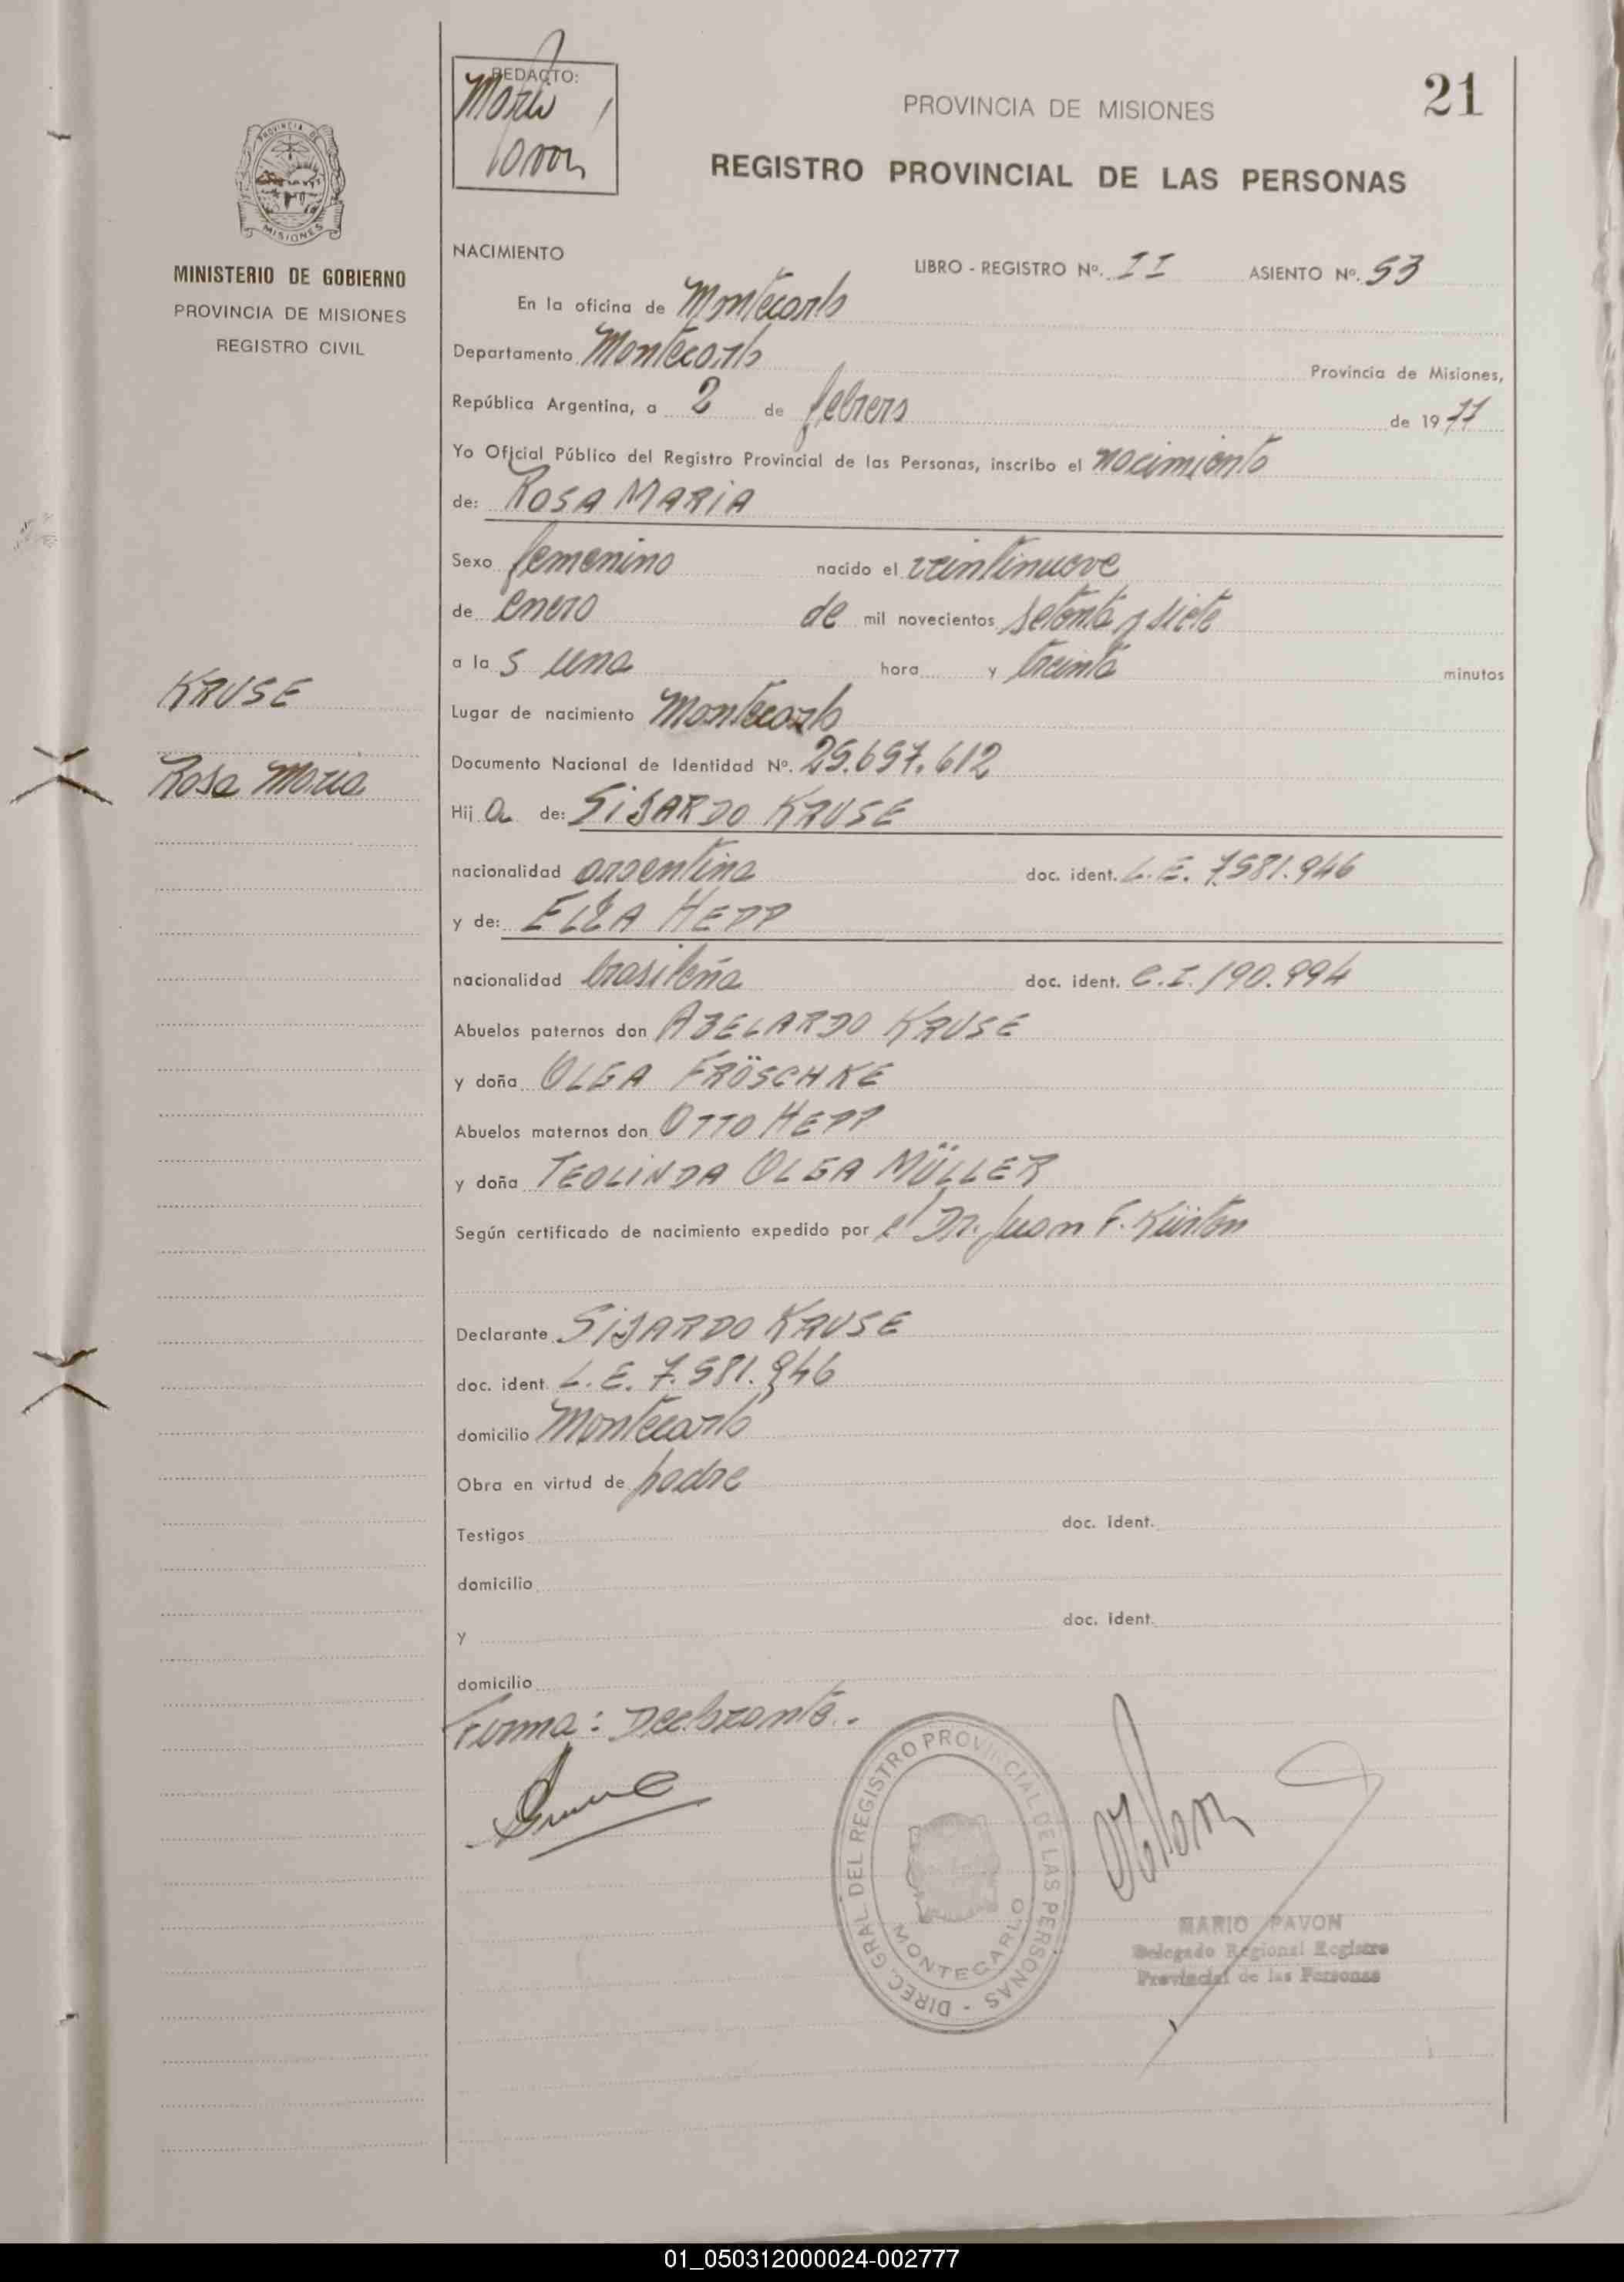 REDACTO:
Mario
Pavon
21
PROVINCIA DE MISIONES
REGISTRO PROVINCIAL DE LAS PERSONAS
PROVINCIA DE
MISIONES
MINISTERIO DE GOBIERNO
PROVINCIA DE MISIONES
REGISTRO CIVIL
NACIMIENTO
LIBRO - REGISTRO Nº. II ASIENTO Nº. 53
En la oficina de Montecarlo
Departamento Montecarlo Provincia de Misiones,
República Argentina, a 2 de febrero de 1977
Yo Oficial Público del Registro Provincial de las Personas, inscribo el nacimiento
de: ROSA MARIA
Sexo femenino nacido el veintinueve
de enero de mil novecientos setenta y siete
a la s una hora y treinta minutos
KRUSE
Rosa Maria
Lugar de nacimiento Montecarlo
Documento Nacional de Identidad Nº. 25.697.612
Hij a de: SIJARDO KRUSE
nacionalidad argentina doc. ident. L.E. 7.581.946
y de: ELLA HEPP
nacionalidad brasileña doc. ident. C.I. 190.994
Abuelos paternos don ABELARDO KRUSE
y doña OLGA FRÖSCHKE
Abuelos maternos don OTTO HEPP
y doña TEOLINDA OLGA MÜLLER
Según certificado de nacimiento expedido por el Dr. Juan F. Künten
Declarante SIJARDO KRUSE
doc. ident. L.E. 7.581.946
domicilio Montecarlo
Obra en virtud de padre
Testigos doc. ident.
domicilio
y doc. ident.
domicilio
Firma: Declarante.
DIREC. GRAL. DEL REGISTRO PROVINCIAL DE LAS PERSONAS -
MONTECARLO
MARIO PAVON
Delegado Regional Registro
Provincial de las Personas
01_050312000024-002777